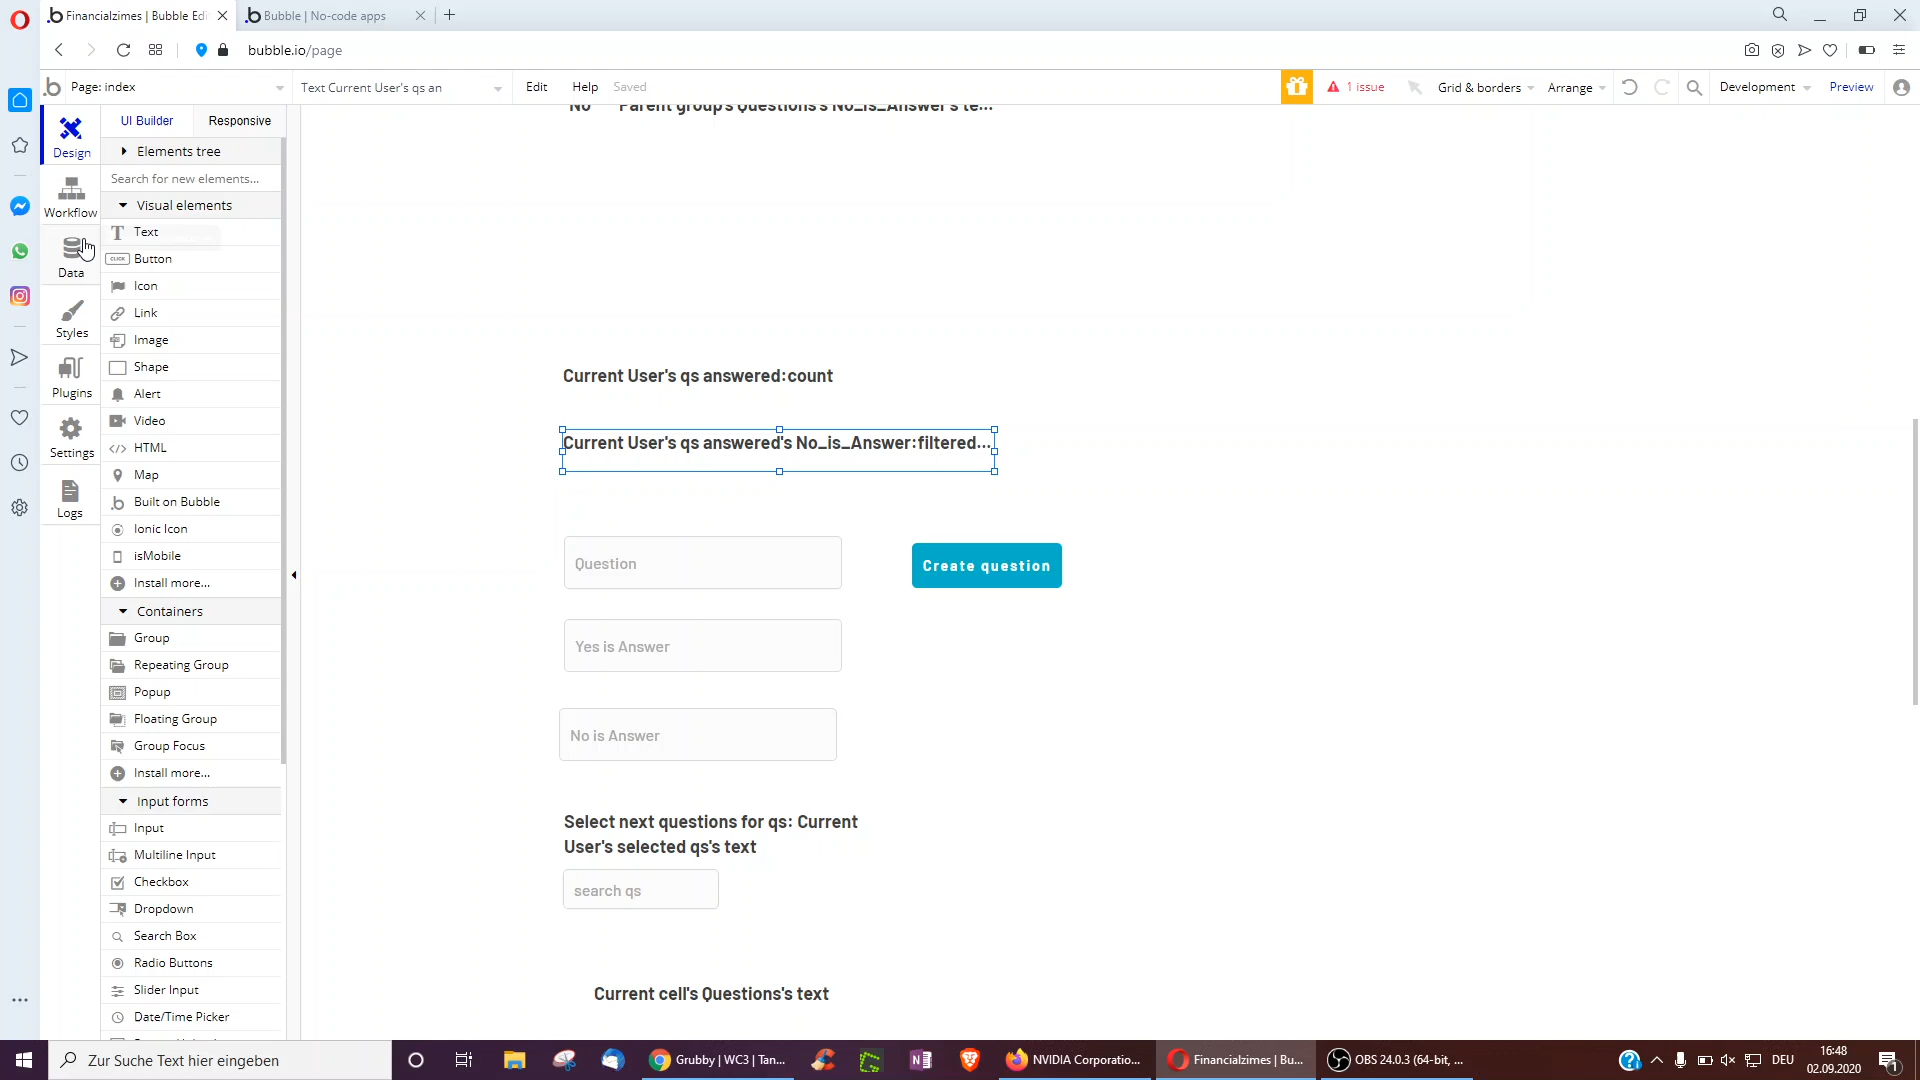 Financialzimes | Bubble Edi
Bubble | No-code apps
bubble.io/page
Page: index
Text Current User's qs an
Edit
Help
Saved
1 issue
Grid & borders
Arrange
Development
Preview
UI Builder
Responsive
Design
Elements tree
Search for new elements...
Workflow
Visual elements
Text
Button
Data
Icon
Link
Styles
Image
Shape
Plugins
Alert
Video
Settings
HTML
Map
Logs
Built on Bubble
Ionic Icon
isMobile
Install more...
Containers
Group
Repeating Group
Popup
Floating Group
Group Focus
Install more...
Input forms
Input
Multiline Input
Checkbox
Dropdown
Search Box
Radio Buttons
Slider Input
Date/Time Picker
No Parent group's Questions's No_is_Answer's te...
Current User's qs answered:count
Current User's qs answered's No_is_Answer:filtered...
Question
Create question
Yes is Answer
No is Answer
Select next questions for qs: Current
User's selected qs's text
search qs
Current cell's Questions's text
Zur Suche Text hier eingeben
Grubby | WC3 | Tan...
NVIDIA Corporatio...
Financialzimes | Bu...
OBS 24.0.3 (64-bit, ...
DEU
16:48
02.09.2020
1